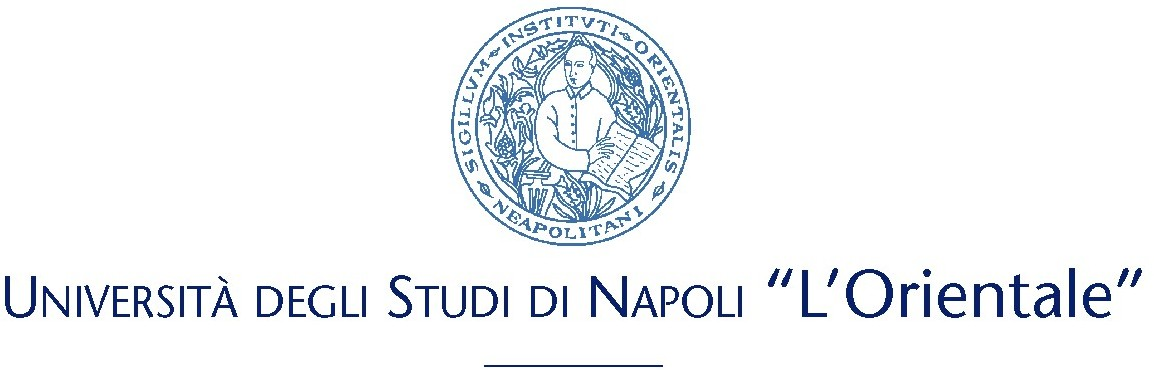 SIGILLVM INSTITVTI ORIENTALIS
NEAPOLITANI
UNIVERSITÀ DEGLI STUDI DI NAPOLI “L’Orientale”